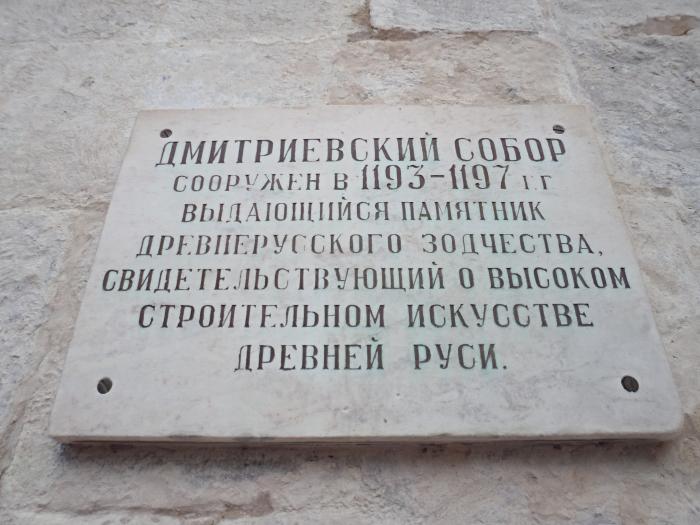 ДМИТРИЕВСКИЙ СОБОР
СООРУЖЕН В 1193-1197 г.г
ВЫДАЮЩИЙСЯ ПАМЯТНИК
ДРЕВНЕРУССКОГО ЗОДЧЕСТВА,
СВИДЕТЕЛЬСТВУЮЩИЙ О ВЫСОКОМ
СТРОИТЕЛЬНОМ ИСКУССТВЕ
ДРЕВНЕЙ РУСИ.